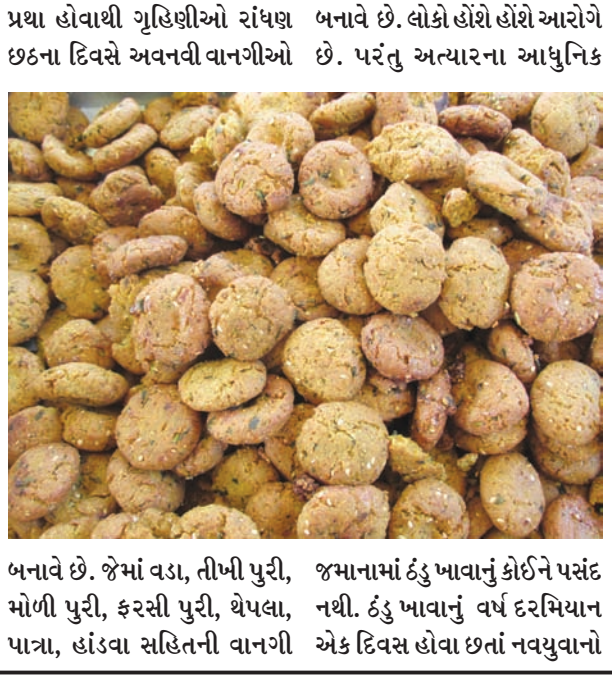 પ્રથા હોવાથી ગૃહિણીઓ રાંધણ
છઠના દિવસે અવનવી વાનગીઓ
બનાવે છે. જેમાં વડા, તીખી પુરી,
મોળી પુરી, ફરસી પુરી, થેપલા,
પાત્રા, હાંડવા સહિતની વાનગી
બનાવે છે. લોકો હોંશે હોંશે આરોગે
છે. પરંતુ અત્યારના આધુનિક
જમાનામાં ઠંડુ ખાવાનું કોઈને પસંદ
નથી. ઠંડુ ખાવાનું વર્ષ દરમિયાન
એક દિવસ હોવા છતાં નવયુવાનો